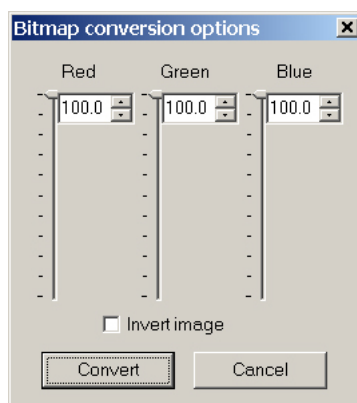 Bitmap conversion options
Red Green Blue
100.0 100.0 100.0
Invert image
Convert Cancel